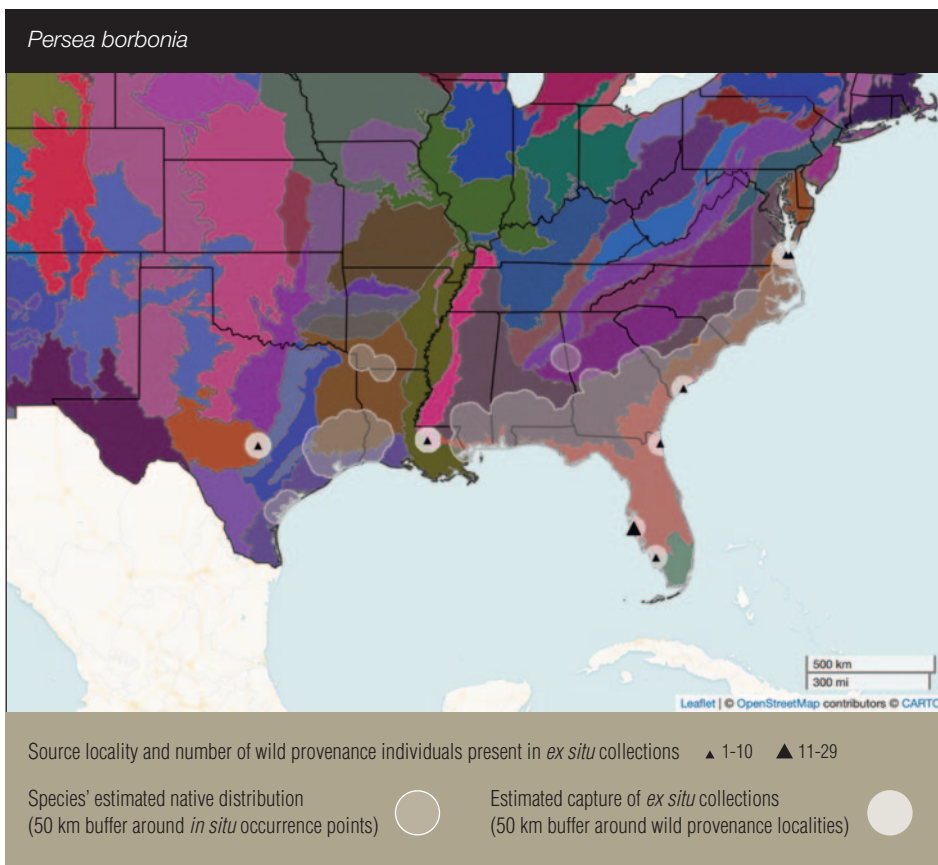 Persea borbonia
500 km
300 mi
Leaflet | © OpenStreetMap contributors © CARTO
Source locality and number of wild provenance individuals present in ex situ collections ▲ 1-10 ▲ 11-29
Species' estimated native distribution
(50 km buffer around in situ occurrence points)
Estimated capture of ex situ collections
(50 km buffer around wild provenance localities)